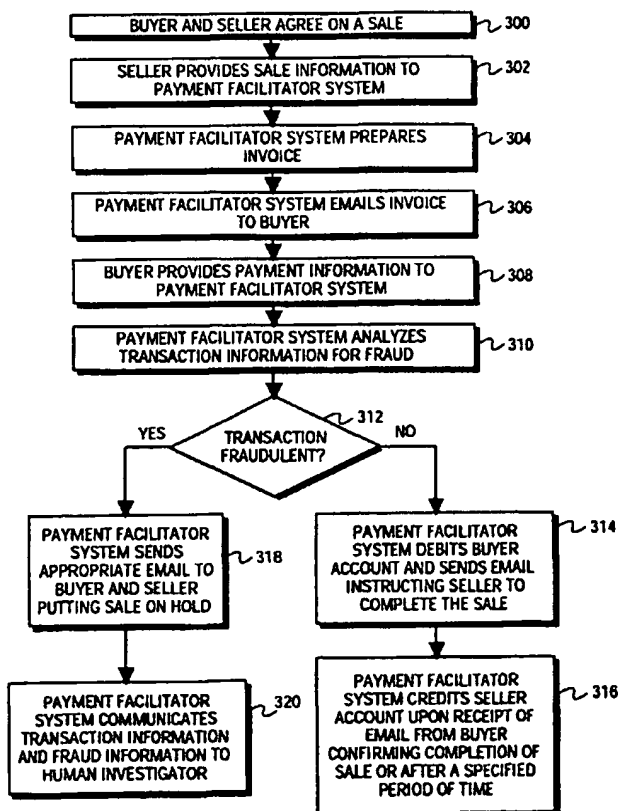 BUYER AND SELLER AGREE ON A SALE
300
SELLER PROVIDES SALE INFORMATION TO
PAYMENT FACILITATOR SYSTEM
302
PAYMENT FACILITATOR SYSTEM PREPARES
INVOICE
304
PAYMENT FACILITATOR SYSTEM EMAILS INVOICE
TO BUYER
306
BUYER PROVIDES PAYMENT INFORMATION TO
PAYMENT FACILITATOR SYSTEM
308
PAYMENT FACILITATOR SYSTEM ANALYZES
TRANSACTION INFORMATION FOR FRAUD
310
312
YES
TRANSACTION
FRAUDULENT?
NO
PAYMENT FACILITATOR
SYSTEM SENDS
APPROPRIATE EMAIL TO
BUYER AND SELLER
PUTTING SALE ON HOLD
318
PAYMENT FACILITATOR
SYSTEM DEBITS BUYER
ACCOUNT AND SENDS EMAIL
INSTRUCTING SELLER TO
COMPLETE THE SALE
314
PAYMENT FACILITATOR
SYSTEM COMMUNICATES
TRANSACTION INFORMATION
AND FRAUD INFORMATION TO
HUMAN INVESTIGATOR
320
PAYMENT FACILITATOR
SYSTEM CREDITS SELLER
ACCOUNT UPON RECEIPT OF
EMAIL FROM BUYER
CONFIRMING COMPLETION OF
SALE OR AFTER A SPECIFIED
PERIOD OF TIME
316